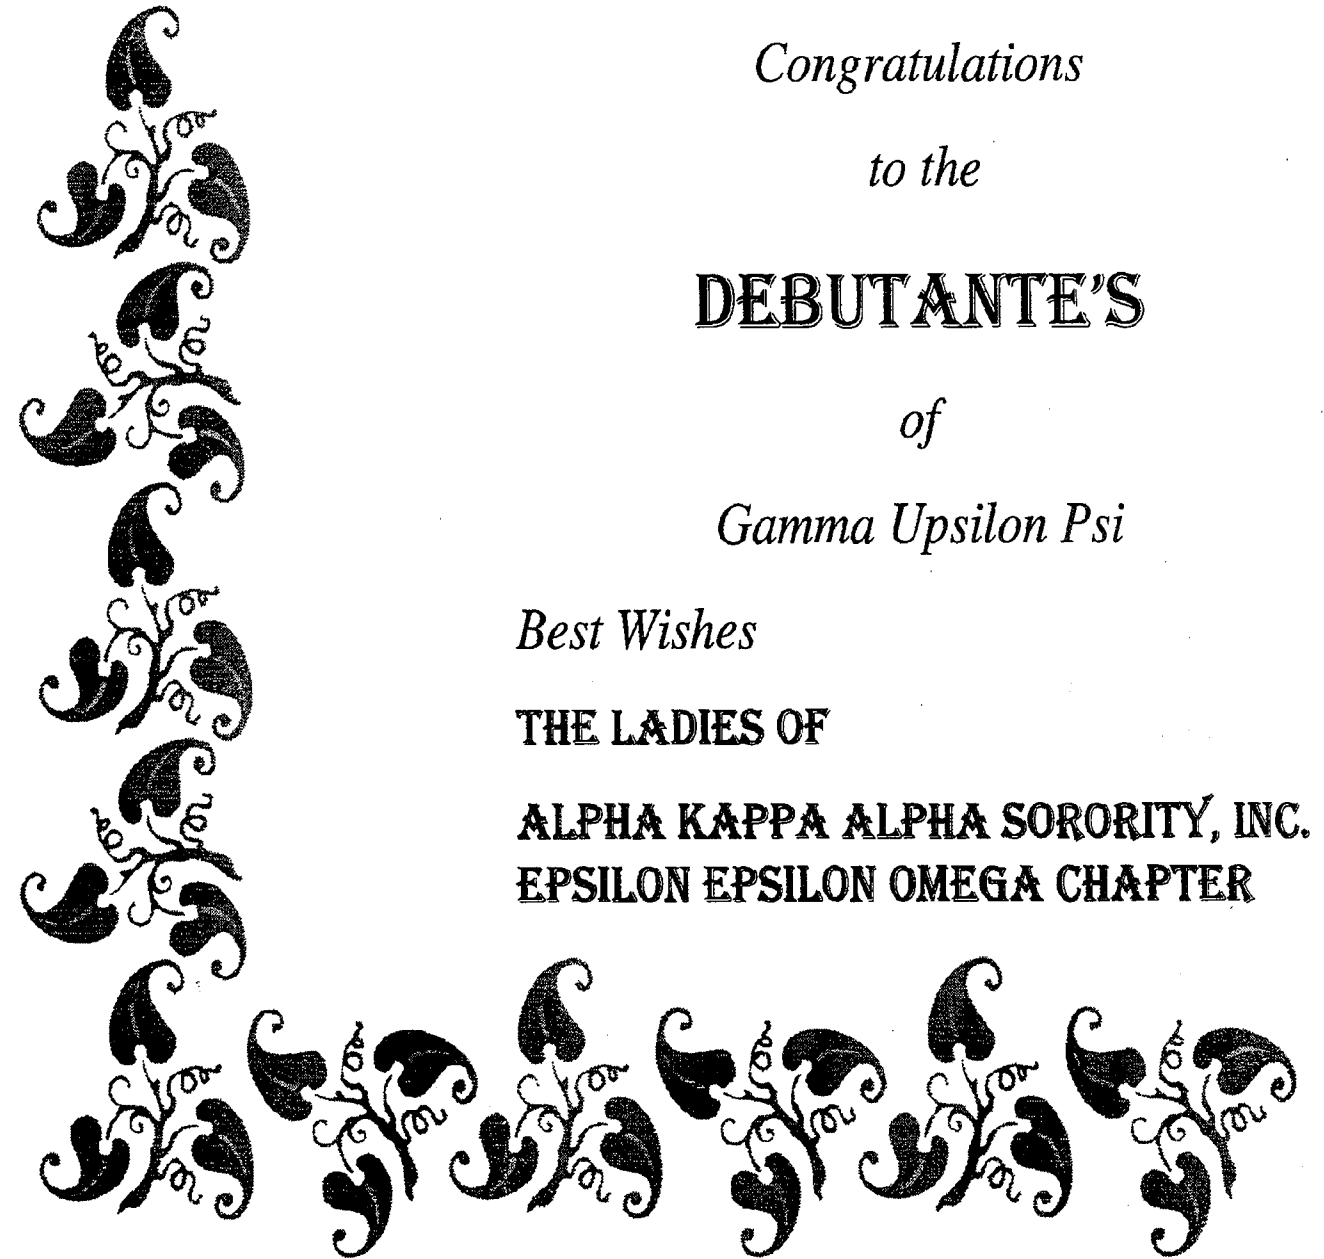 Congratulations
to the
DEBUTANTE'S
of
Gamma Upsilon Psi
Best Wishes
THE LADIES OF
ALPHA KAPPA ALPHA SORORITY, INC.
EPSILON EPSILON OMEGA CHAPTER